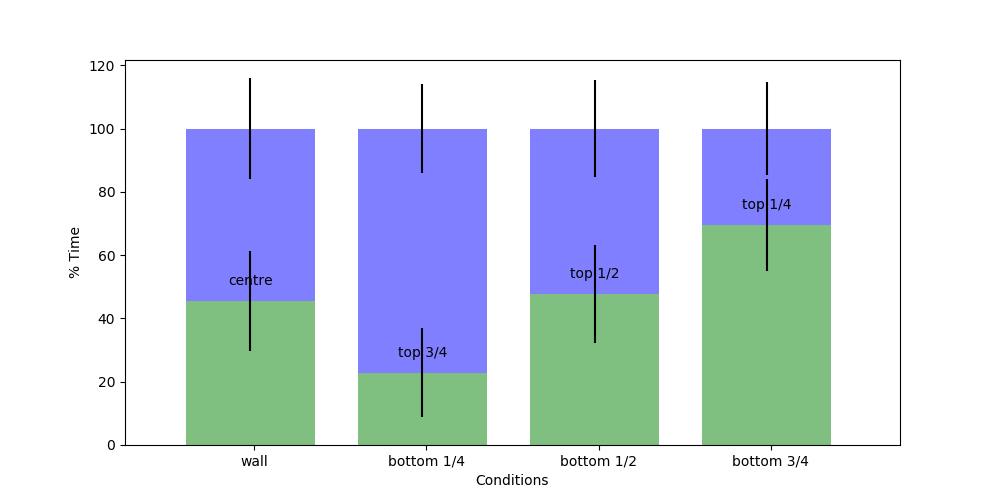 120
100
80
60
40
20
0
% Time
centre
top 3/4
top 1/2
top 1/4
wall
bottom 1/4
bottom 1/2
bottom 3/4
Conditions